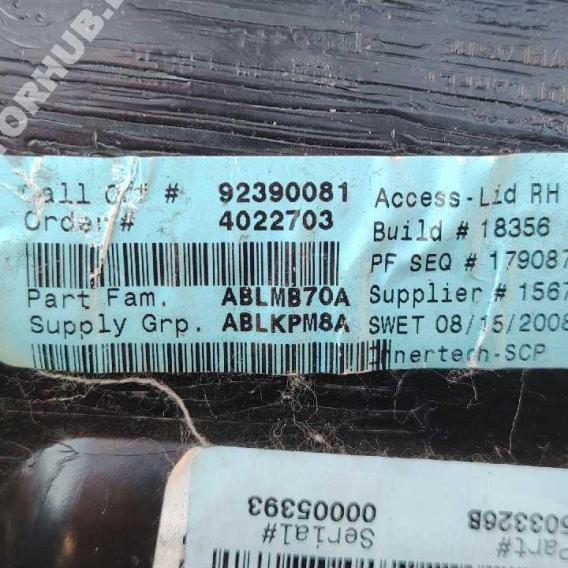 Call Off # 92390081
Order # 4022703
Part Fam. ABLMB70A
Supply Grp. ABLKPM8A
Access-Lid RH
Build # 18356
PF SEQ # 179087
Supplier # 1567
SWET 08/15/2008
Innertech-SCP
Serial#
00005393
Part#
503326B